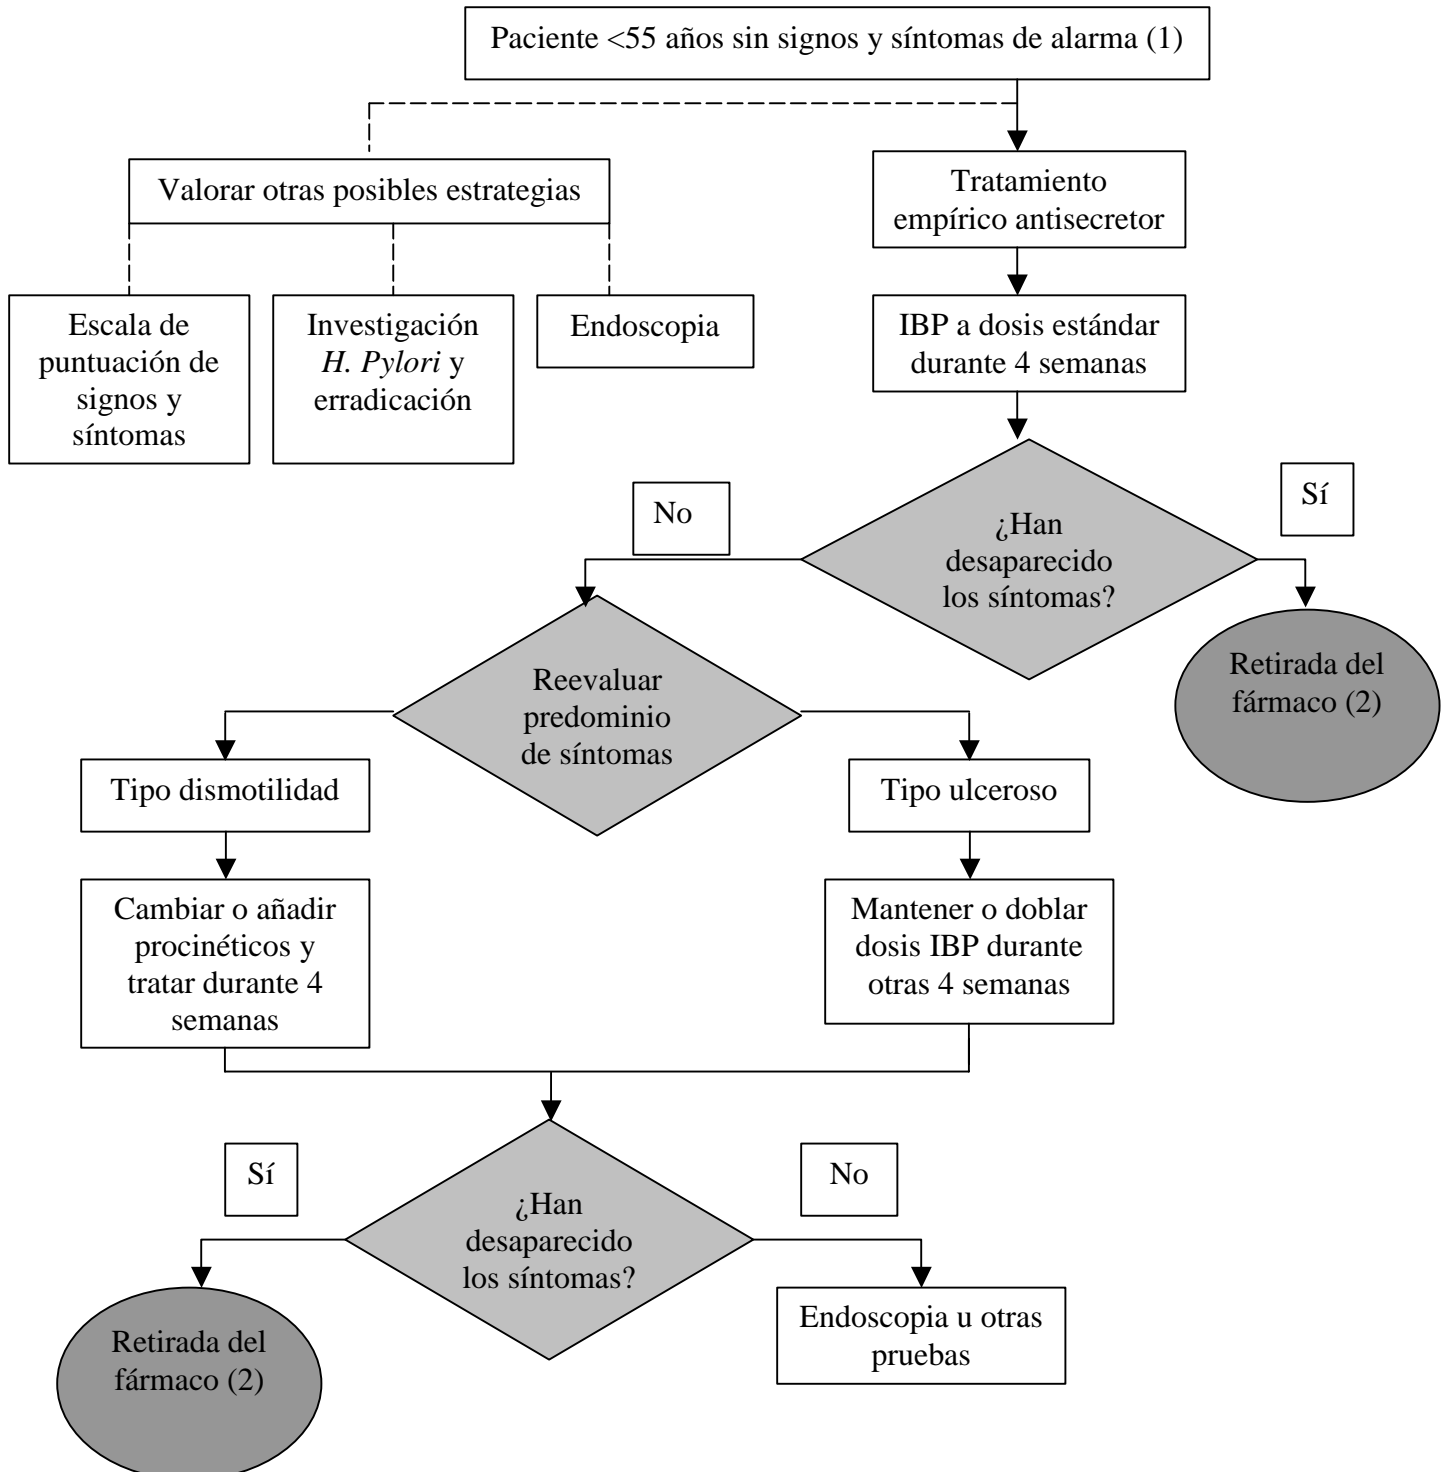 Paciente <55 años sin signos y síntomas de alarma (1)
Valorar otras posibles estrategias
Tratamiento
empírico antisecretor
Escala de
puntuación de
signos y
síntomas
Investigación
H. Pylori y
erradicación
Endoscopia
IBP a dosis estándar
durante 4 semanas
No
Sí
¿Han
desaparecido
los síntomas?
Retirada del
fármaco (2)
Reevaluar
predominio
de síntomas
Tipo dismotilidad
Tipo ulceroso
Cambiar o añadir
procinéticos y
tratar durante 4
semanas
Mantener o doblar
dosis IBP durante
otras 4 semanas
Sí
No
¿Han
desaparecido
los síntomas?
Retirada del
fármaco (2)
Endoscopia u otras
pruebas